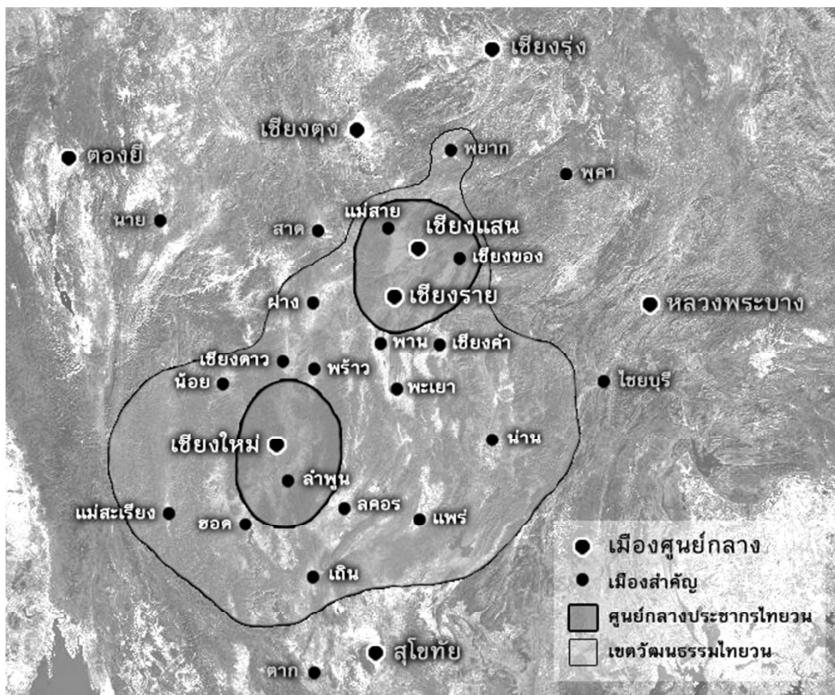 เชียงรุ่ง
เชียงตุง
ตองยี
พยาก
พูคา
นาย
สาด
แม่สาย
เชียงแสน
เชียงของ
ฝาง
เชียงราย
หลวงพระบาง
พาน
เชียงคำ
เชียงดาว
พร้าว
น้อย
พะเยา
ไชยบุรี
เชียงใหม่
น่าน
ลำพูน
แม่สะเรียง
ฮอด
ลคอร
แพร่
เถิน
สุโขทัย
ตาก
เมืองศูนย์กลาง
เมืองสำคัญ
ศูนย์กลางประชากรไทยวน
เขตวัฒนธรรมไทยวน